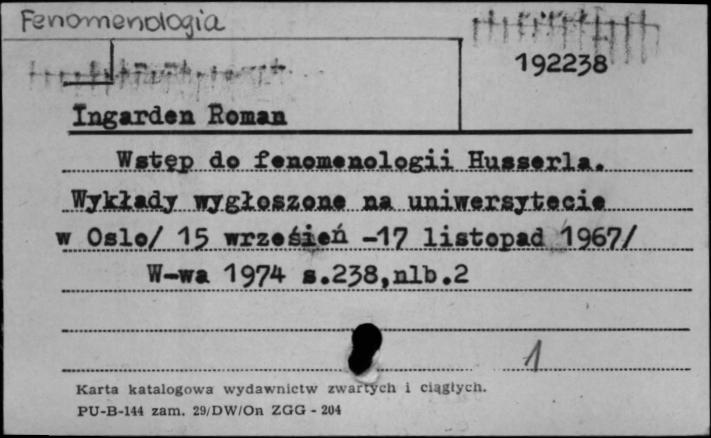 Fenomenologia
192238
Ingarden Roman
Wstęp do fenomenologii Husserla.
Wykłady wygłoszone na uniwersytecie
w Oslo/ 15 wrzesień -17 listopad 1967/
W-wa 1974 s.238,nlb.2
1
Karta katalogowa wydawnictw zwartych i ciągłych.
PU-B-144 zam. 29/DW/On ZGG - 204